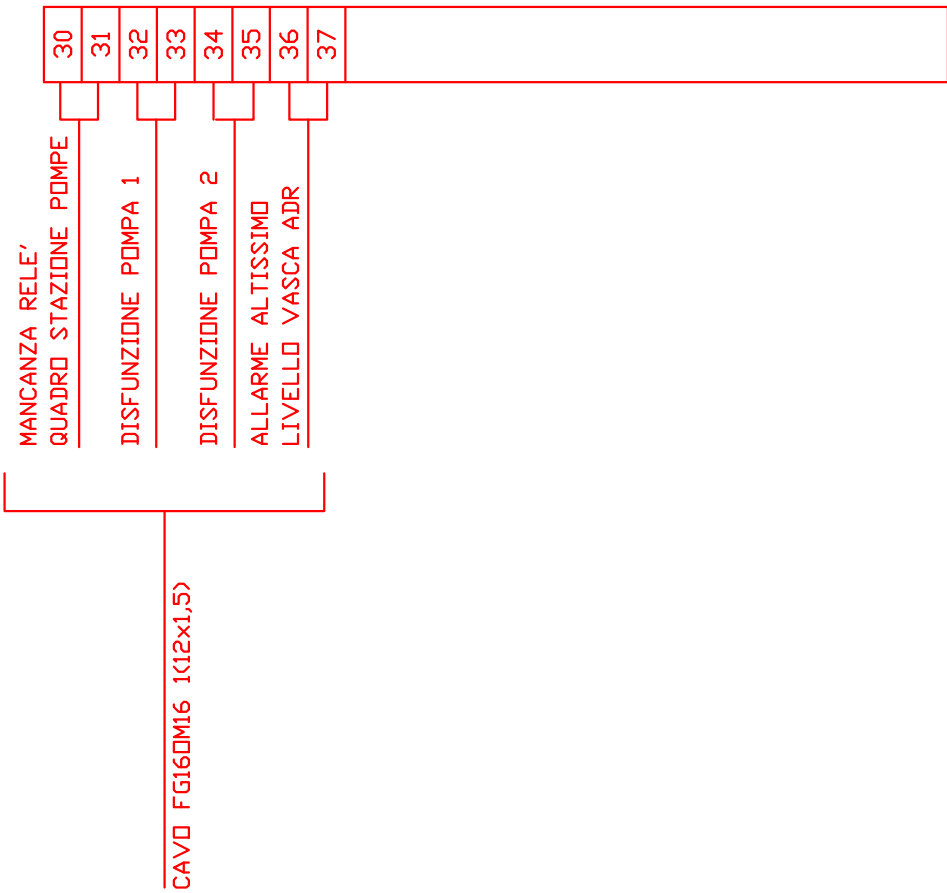 30
31
32
33
34
35
36
37
MANCANZA RELE'
QUADRO STAZIONE POMPE
DISFUNZIONE POMPA 1
DISFUNZIONE POMPA 2
ALLARME ALTISSIMO
LIVELLO VASCA ADR
CAVO FG16OM16 1(12x1,5)